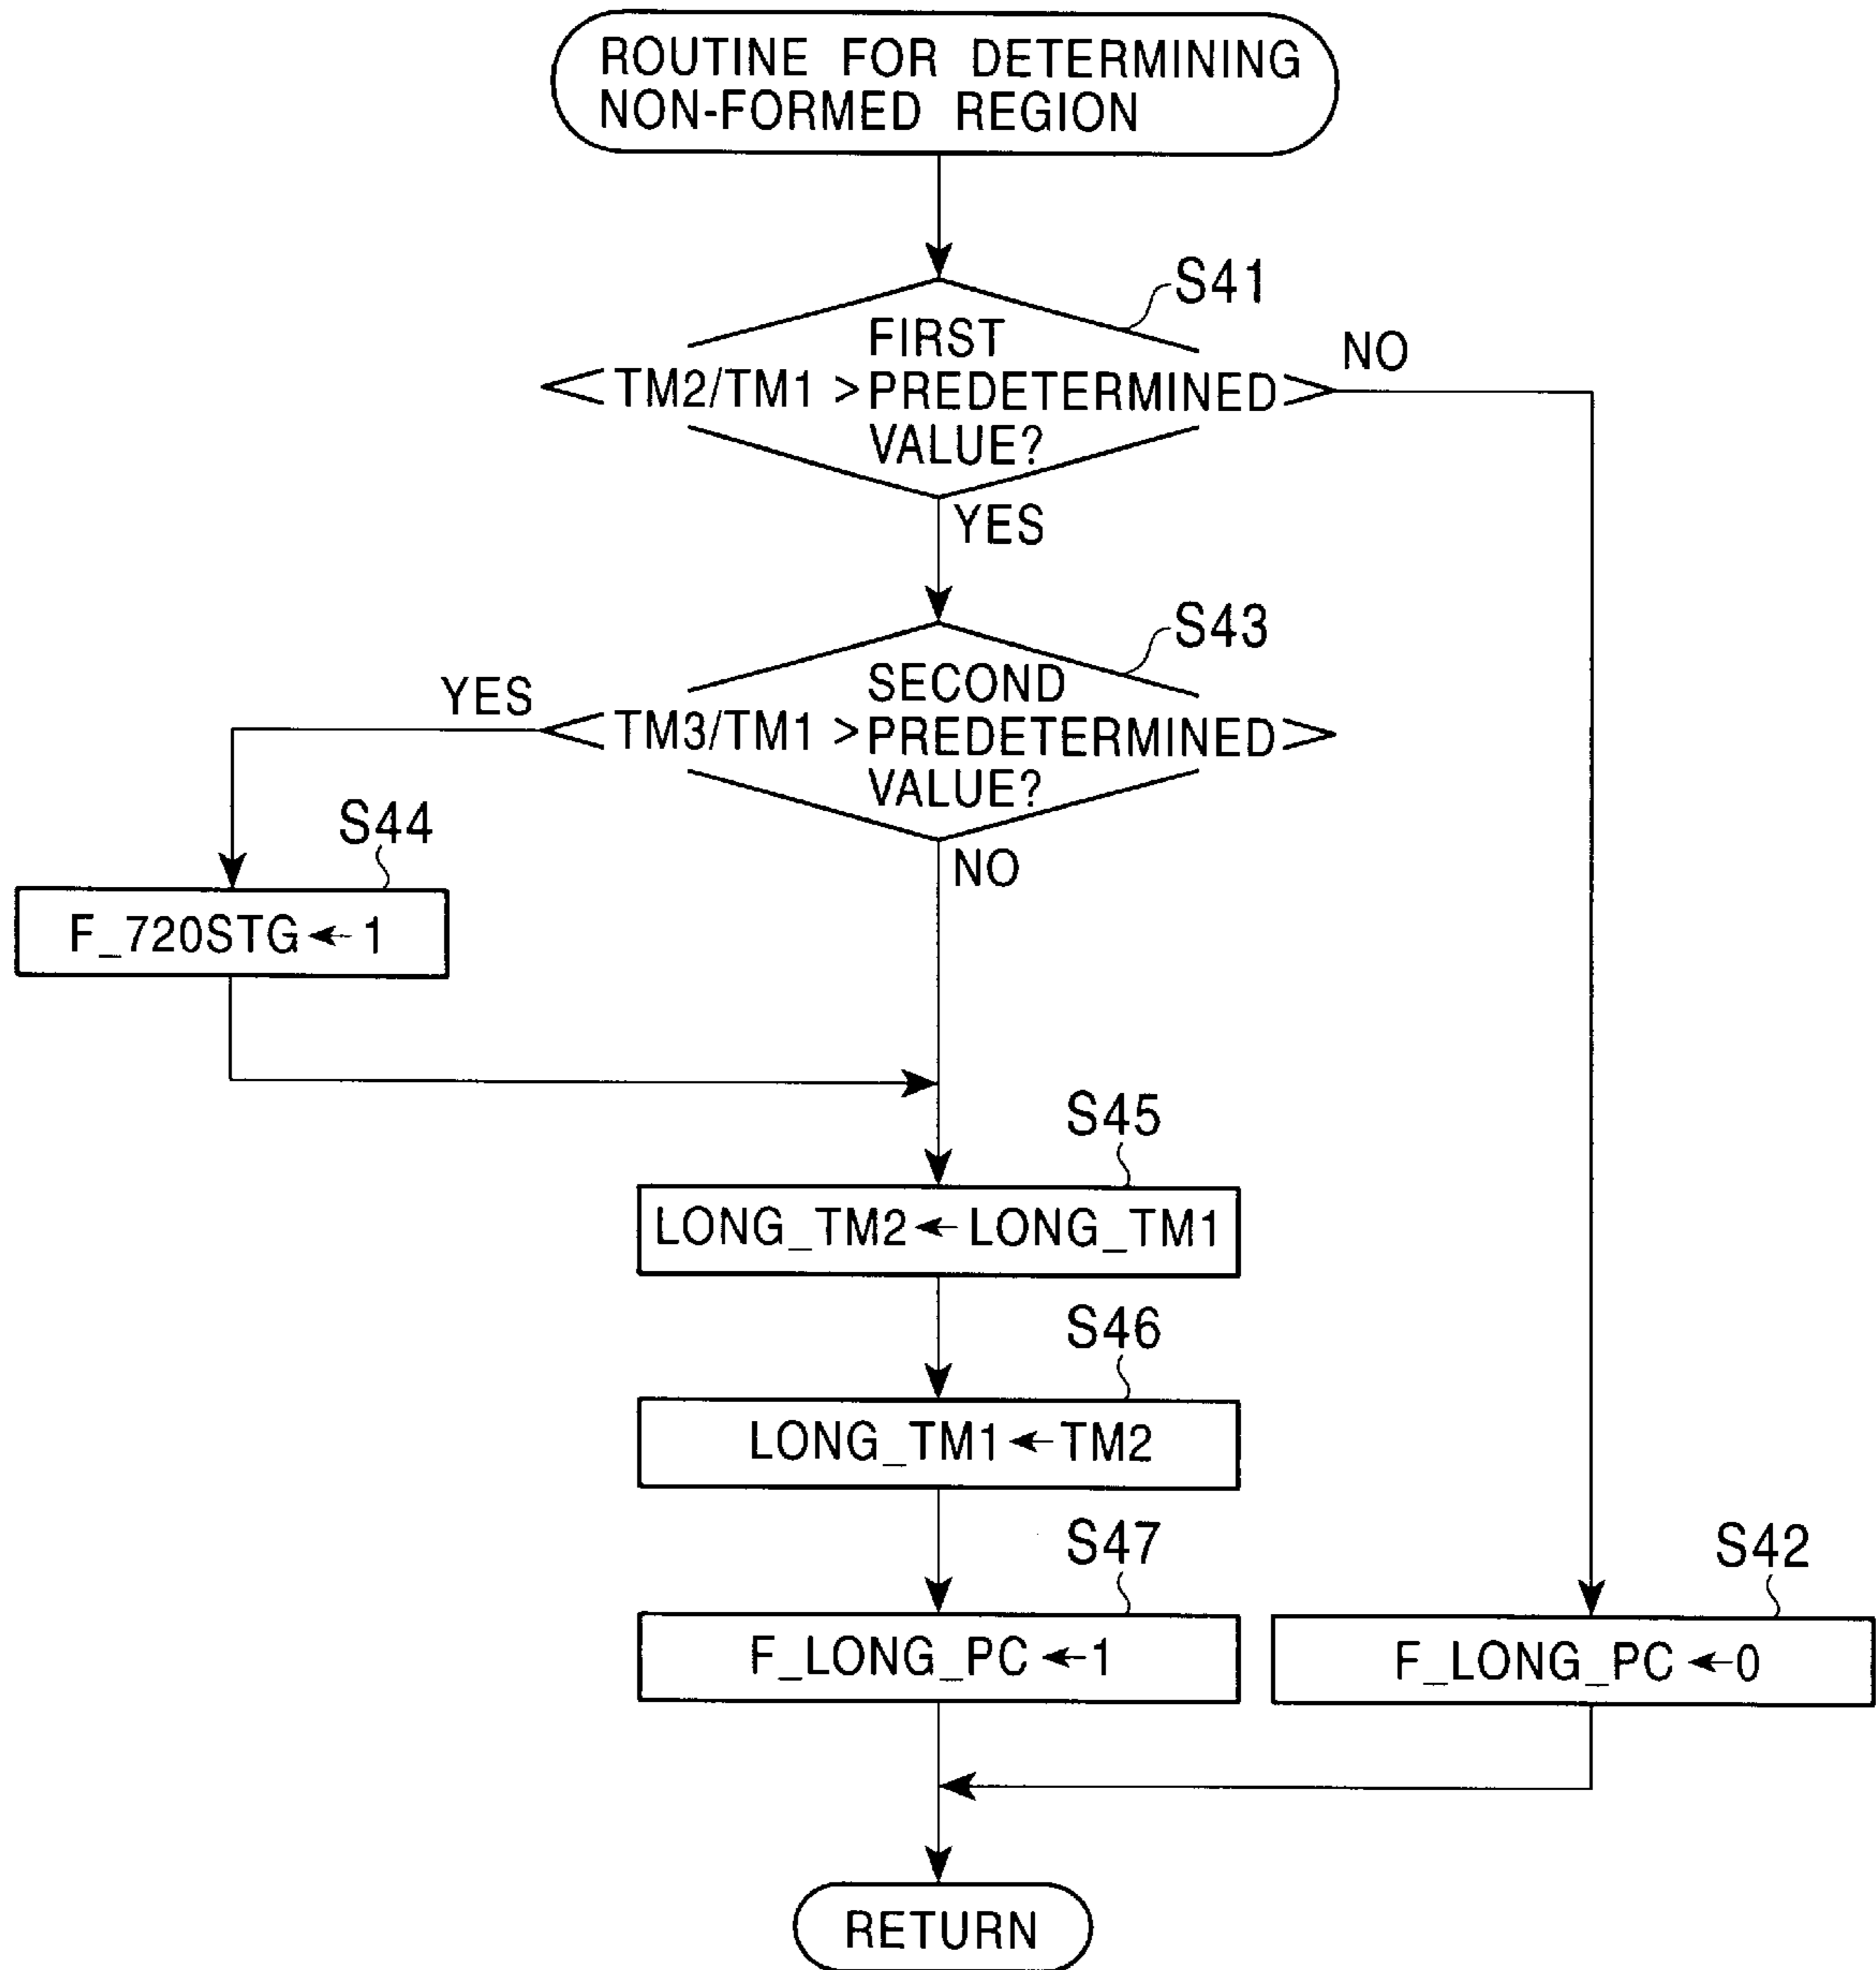 ROUTINE FOR DETERMINING
NON-FORMED REGION
S41
FIRST
TM2/TM1 > PREDETERMINED
VALUE?
NO
YES
S43
SECOND
TM3/TM1 > PREDETERMINED
VALUE?
YES
NO
S44
F_720STG ← 1
S45
LONG_TM2 ← LONG_TM1
S46
LONG_TM1 ← TM2
S47
F_LONG_PC ← 1
S42
F_LONG_PC ← 0
RETURN